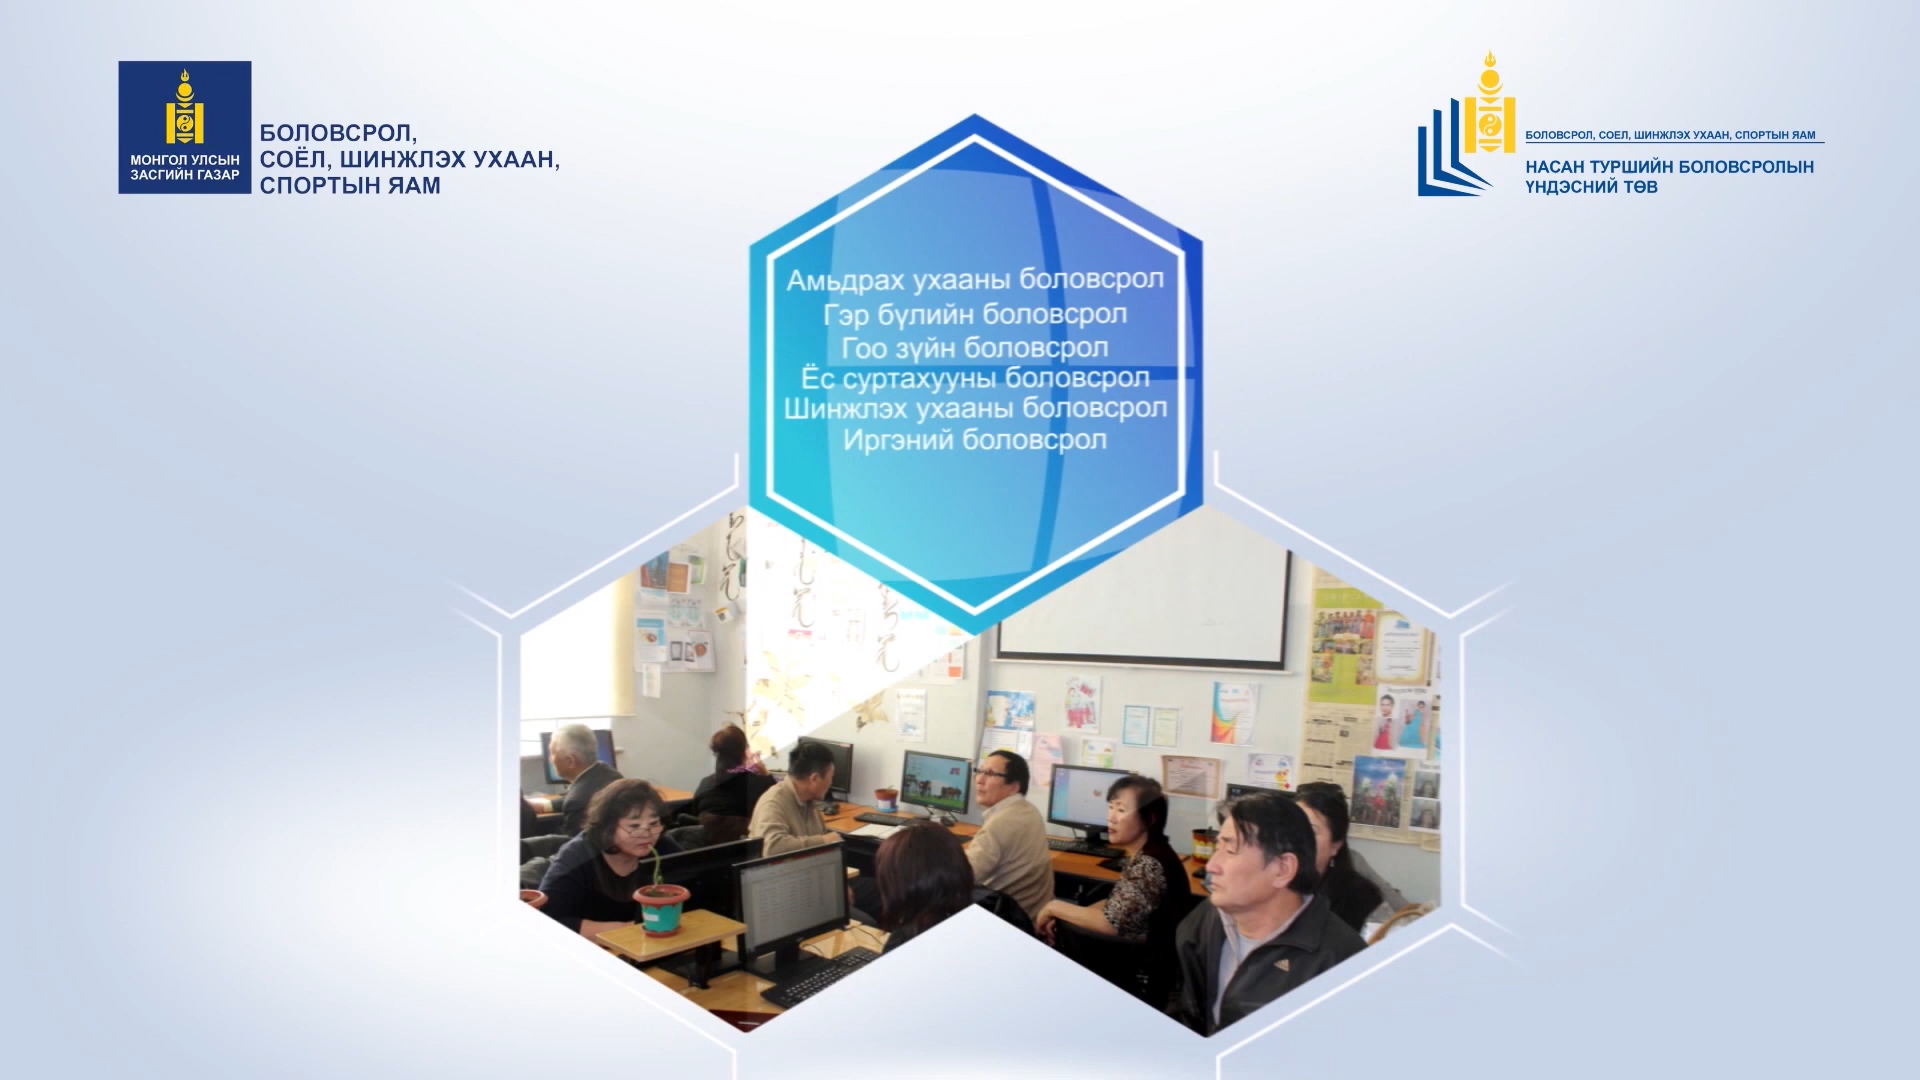 МОНГОЛ УЛСЫН
ЗАСГИЙН ГАЗАР
БОЛОВСРОЛ,
СОЁЛ, ШИНЖЛЭХ УХААН,
СПОРТЫН ЯАМ
БОЛОВСРОЛ, СОЕЛ, ШИНЖЛЭХ УХААН, СПОРТЫН ЯАМ
НАСАН ТУРШИЙН БОЛОВСРОЛЫН
ҮНДЭСНИЙ ТӨВ
Амьдрах ухааны боловсрол
Гэр бүлийн боловсрол
Гоо зүйн боловсрол
Ёс суртахууны боловсрол
Шинжлэх ухааны боловсрол
Иргэний боловсрол